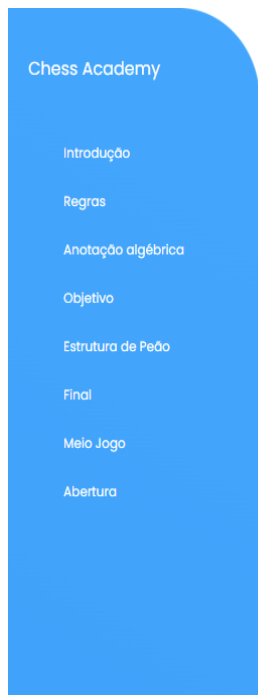 Chess Academy
Introdução
Regras
Anotação algébrica
Objetivo
Estrutura de Peão
Final
Meio Jogo
Abertura